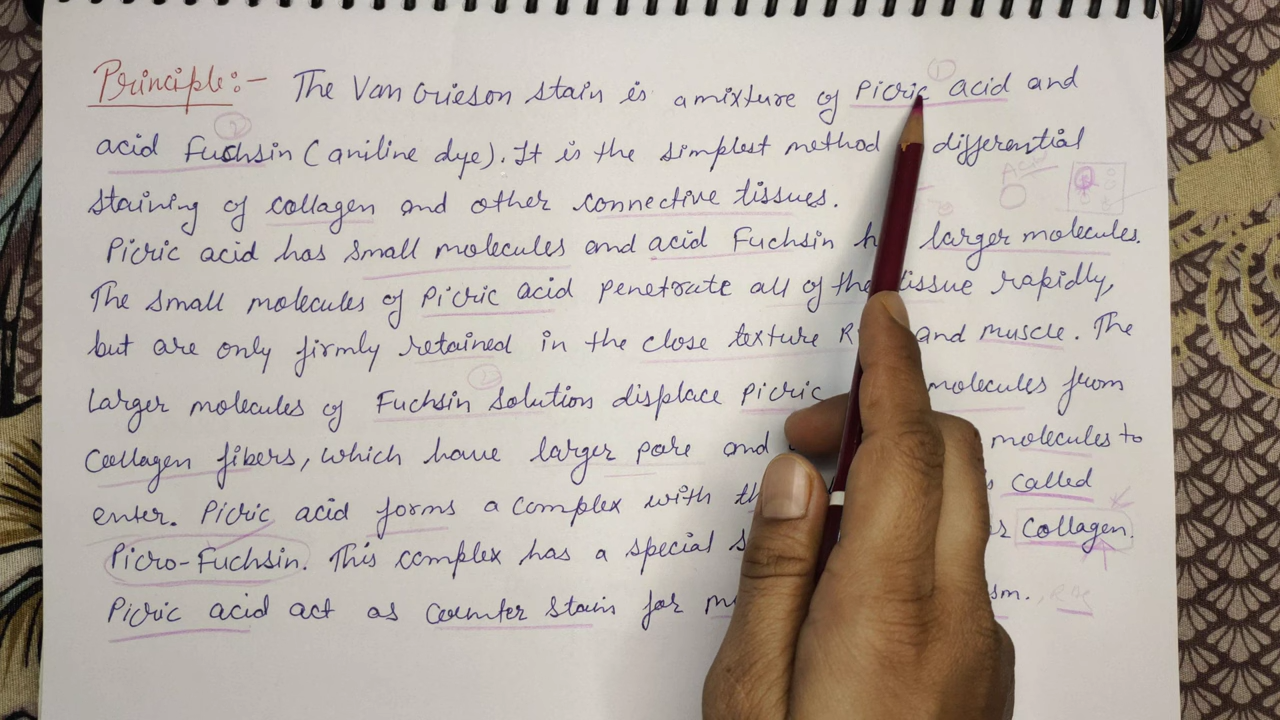 Principle:- The Van Grieson stain is a mixture of Picric acid and
acid Fuchsin (aniline dye). It is the simplest method differential
staining of collagen and other connective tissues.
Picric acid has small molecules and acid Fuchsin larger molecules.
The small molecules of Picric acid penetrate all of the tissue rapidly,
but are only firmly retained in the close texture and muscle. The
Larger molecules of Fuchsin solution displace Picric molecules from
Collagen fibers, which have larger pore and molecules to
enter. Picric acid forms a complex with called
Picro-Fuchsin. This complex has a special collagen.
Picric acid act as counter stain for